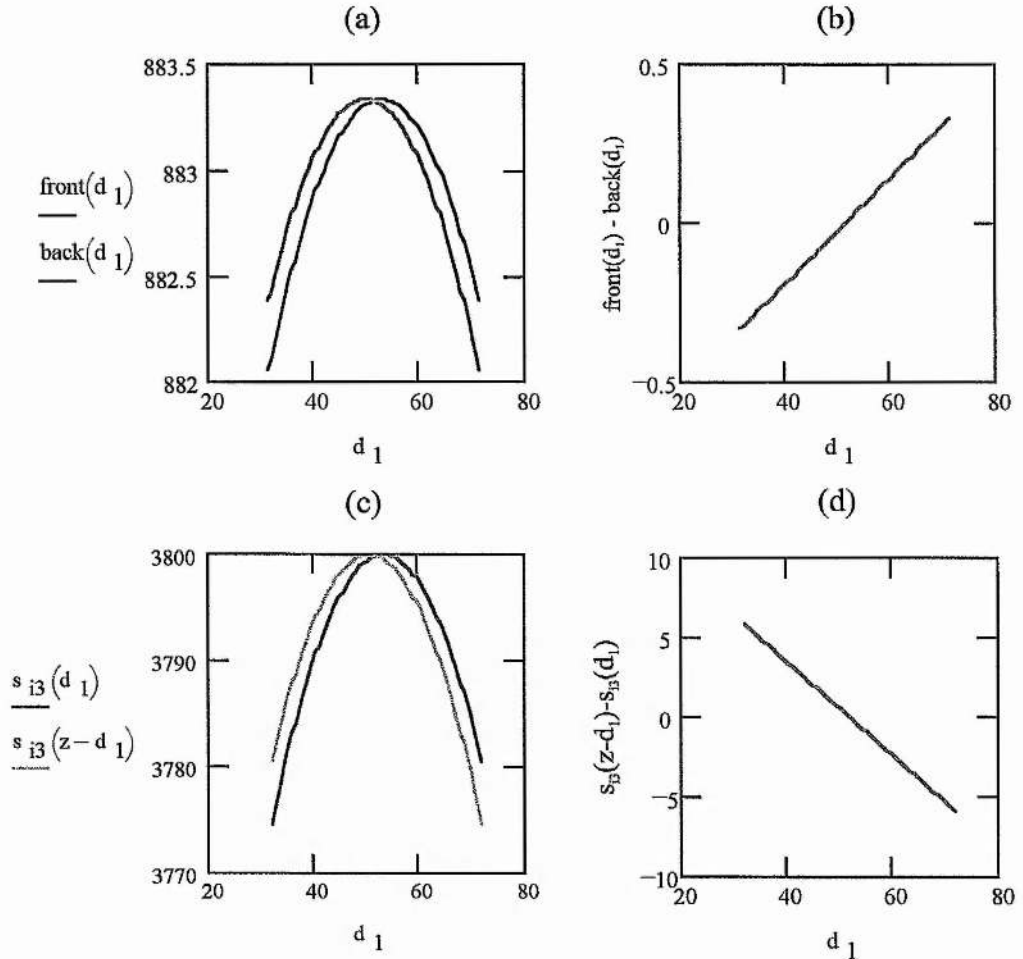 (a)
883.5
883
882.5
882
front(d 1)
back(d 1)
20 40 60 80
d 1
(b)
0.5
0
−0.5
front(d1) - back(d1)
20 40 60 80
d 1
(c)
3800
3790
3780
3770
s i3(d 1)
s i3(z − d 1)
20 40 60 80
d 1
(d)
10
5
0
−5
−10
si3(z-d1)-si3(d1)
20 40 60 80
d 1